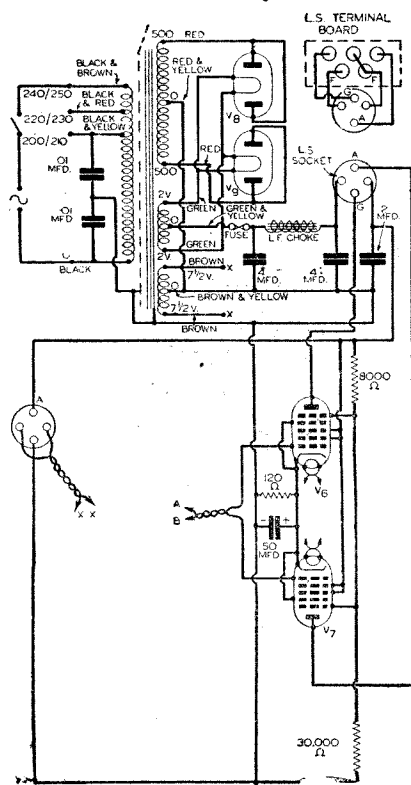 L.S. TERMINAL
BOARD
500 RED
RED &
YELLOW
BLACK &
BROWN
240/250
BLACK
& RED
220/230
BLACK
& YELLOW
200/210
.01
MFD.
.01
MFD.
O
BLACK
O
RED
500
V8
V9
F
F
G
A
L.S.
SOCKET
A
G
2
MFD.
2V
GREEN
GREEN &
YELLOW
O
FUSE
L.F. CHOKE
GREEN
2V
7½V.
BROWN
X
O
BROWN & YELLOW
7½V.
X
BROWN
4
MFD.
4
MFD.
A
X X
8000
Ω
120
Ω
V6
A
B
- +
50
MFD
V7
30,000
Ω